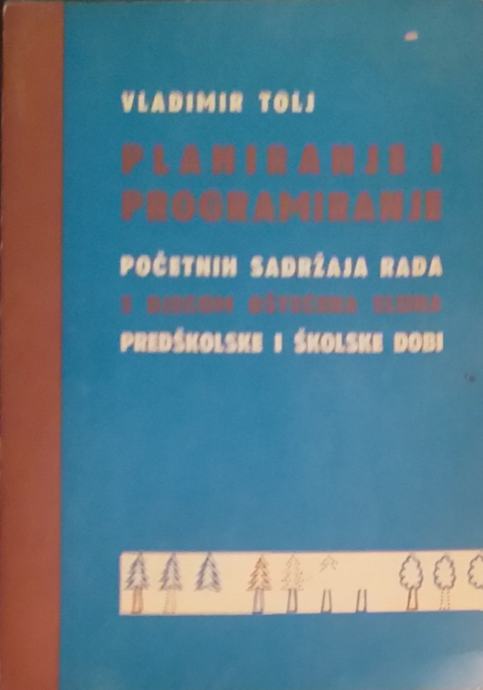 VLADIMIR TOLJ
PLANIRANJE I
PROGRAMIRANJE
POČETNIH SADRŽAJA RADA
S DJECOM OŠTEĆENA SLUHA
PREDŠKOLSKE I ŠKOLSKE DOBI